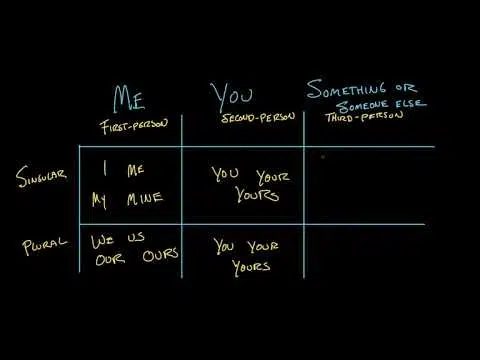 Me
You
Something or
Someone else
First-person
Second-person
Third-person
Singular
I me
my mine
You your
yours
Plural
We us
our ours
You your
yours